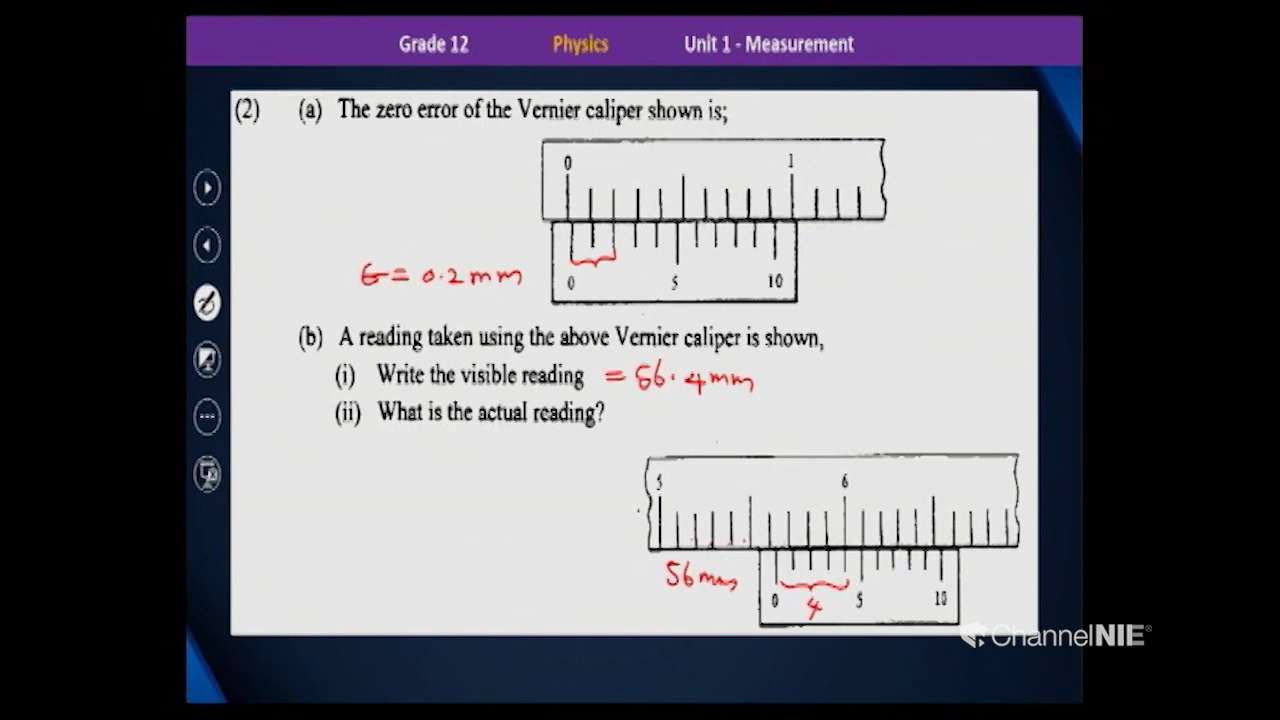 Grade 12 Physics Unit 1 - Measurement
(2) (a) The zero error of the Vernier caliper shown is;
0 1
0 5 10
E = 0.2 mm
(b) A reading taken using the above Vernier caliper is shown,
(i) Write the visible reading = 56.4 mm
(ii) What is the actual reading?
5 6
56 mm
0 4 5 10
ChannelNIE®